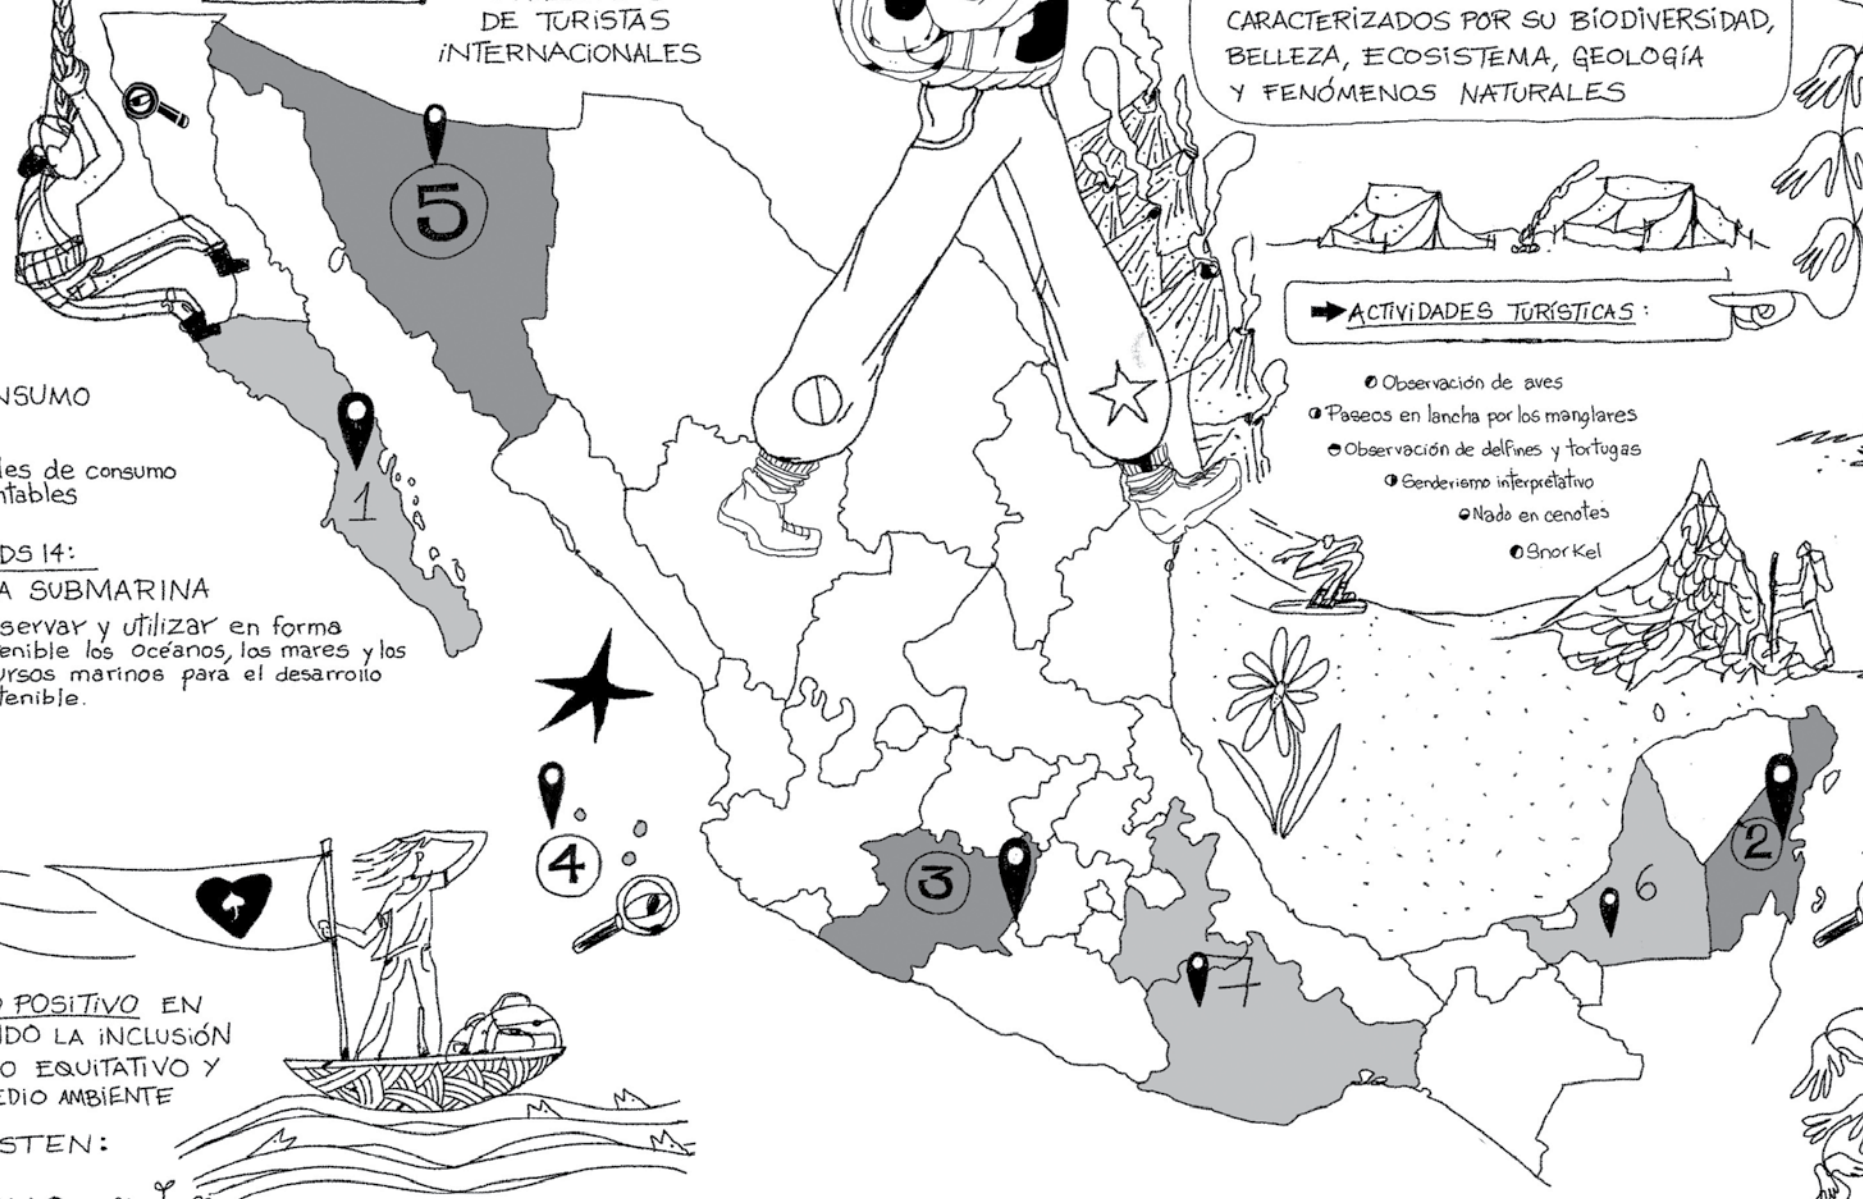 DE TURISTAS
INTERNACIONALES
CARACTERIZADOS POR SU BIODIVERSIDAD,
BELLEZA, ECOSISTEMA, GEOLOGÍA
Y FENÓMENOS NATURALES
5
ACTIVIDADES TURÍSTICAS:
Observación de aves
Paseos en lancha por los manglares
Observación de delfines y tortugas
Senderismo interpretativo
Nado en cenotes
Snorkel
NSUMO
les de consumo
ntables
1
DS 14:
A SUBMARINA
servar y utilizar en forma
enible los océanos, los mares y los
ursos marinos para el desarrollo
tenible.
4
3
2
6
7
O POSITIVO EN
NDO LA INCLUSIÓN
O EQUITATIVO Y
EDIO AMBIENTE
STEN: